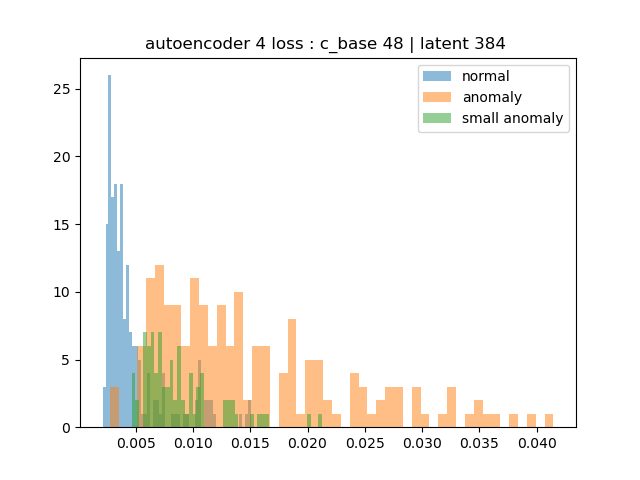 autoencoder 4 loss : c_base 48 | latent 384
normal
anomaly
small anomaly
25
20
15
10
5
0
0.005 0.010 0.015 0.020 0.025 0.030 0.035 0.040